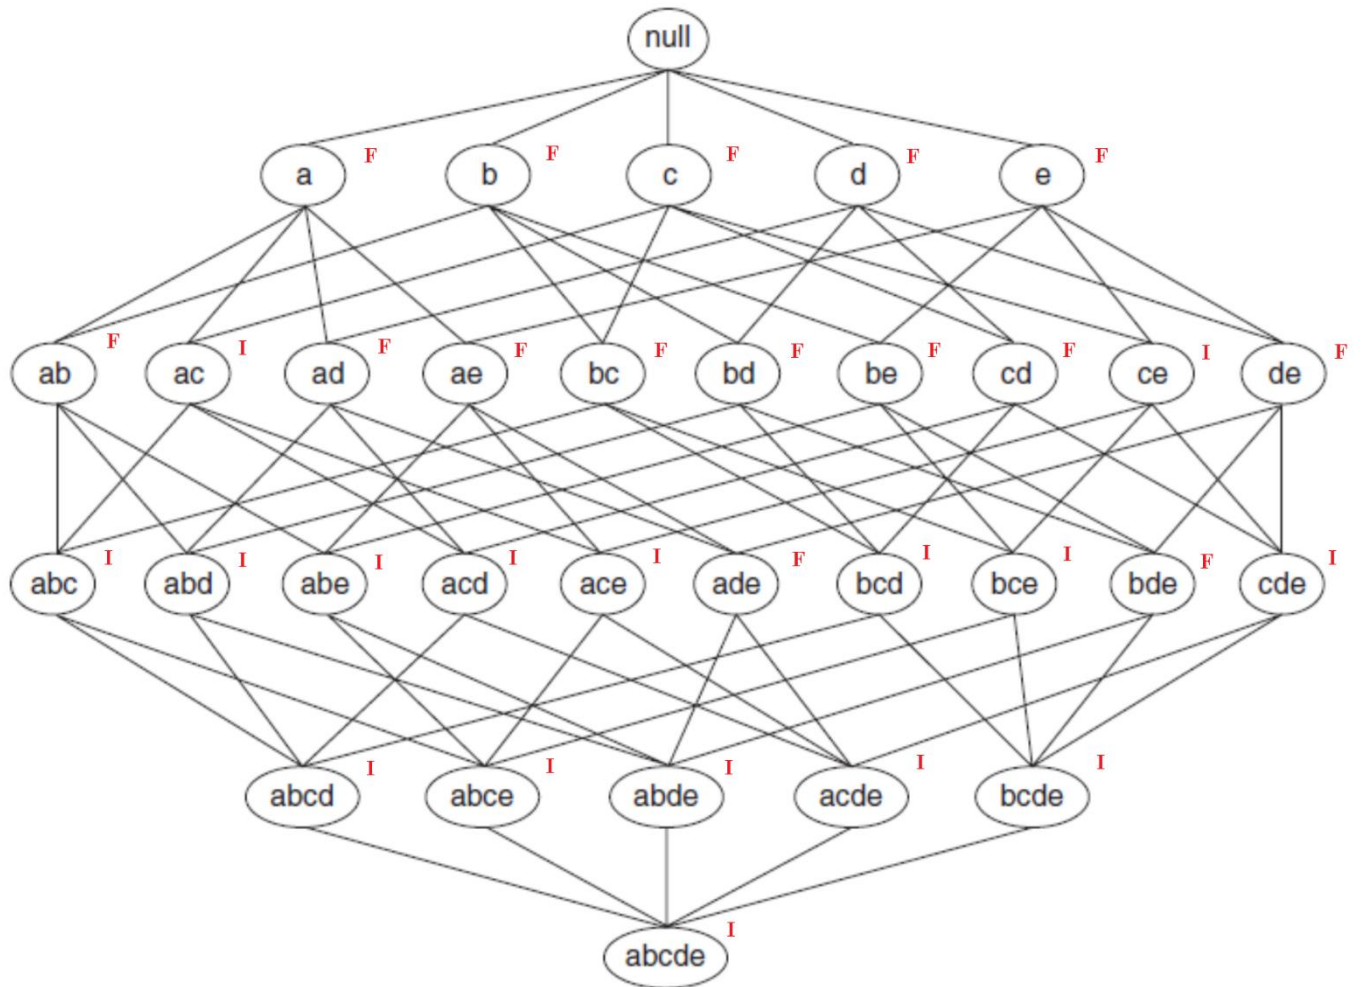 null
a F b F c F d F e F
ab F ac I ad F ae F bc F bd F be F cd F ce I de F
abc I abd I abe I acd I ace I ade F bcd I bce I bde F cde I
abcd I abce I abde I acde I bcde I
abcde I